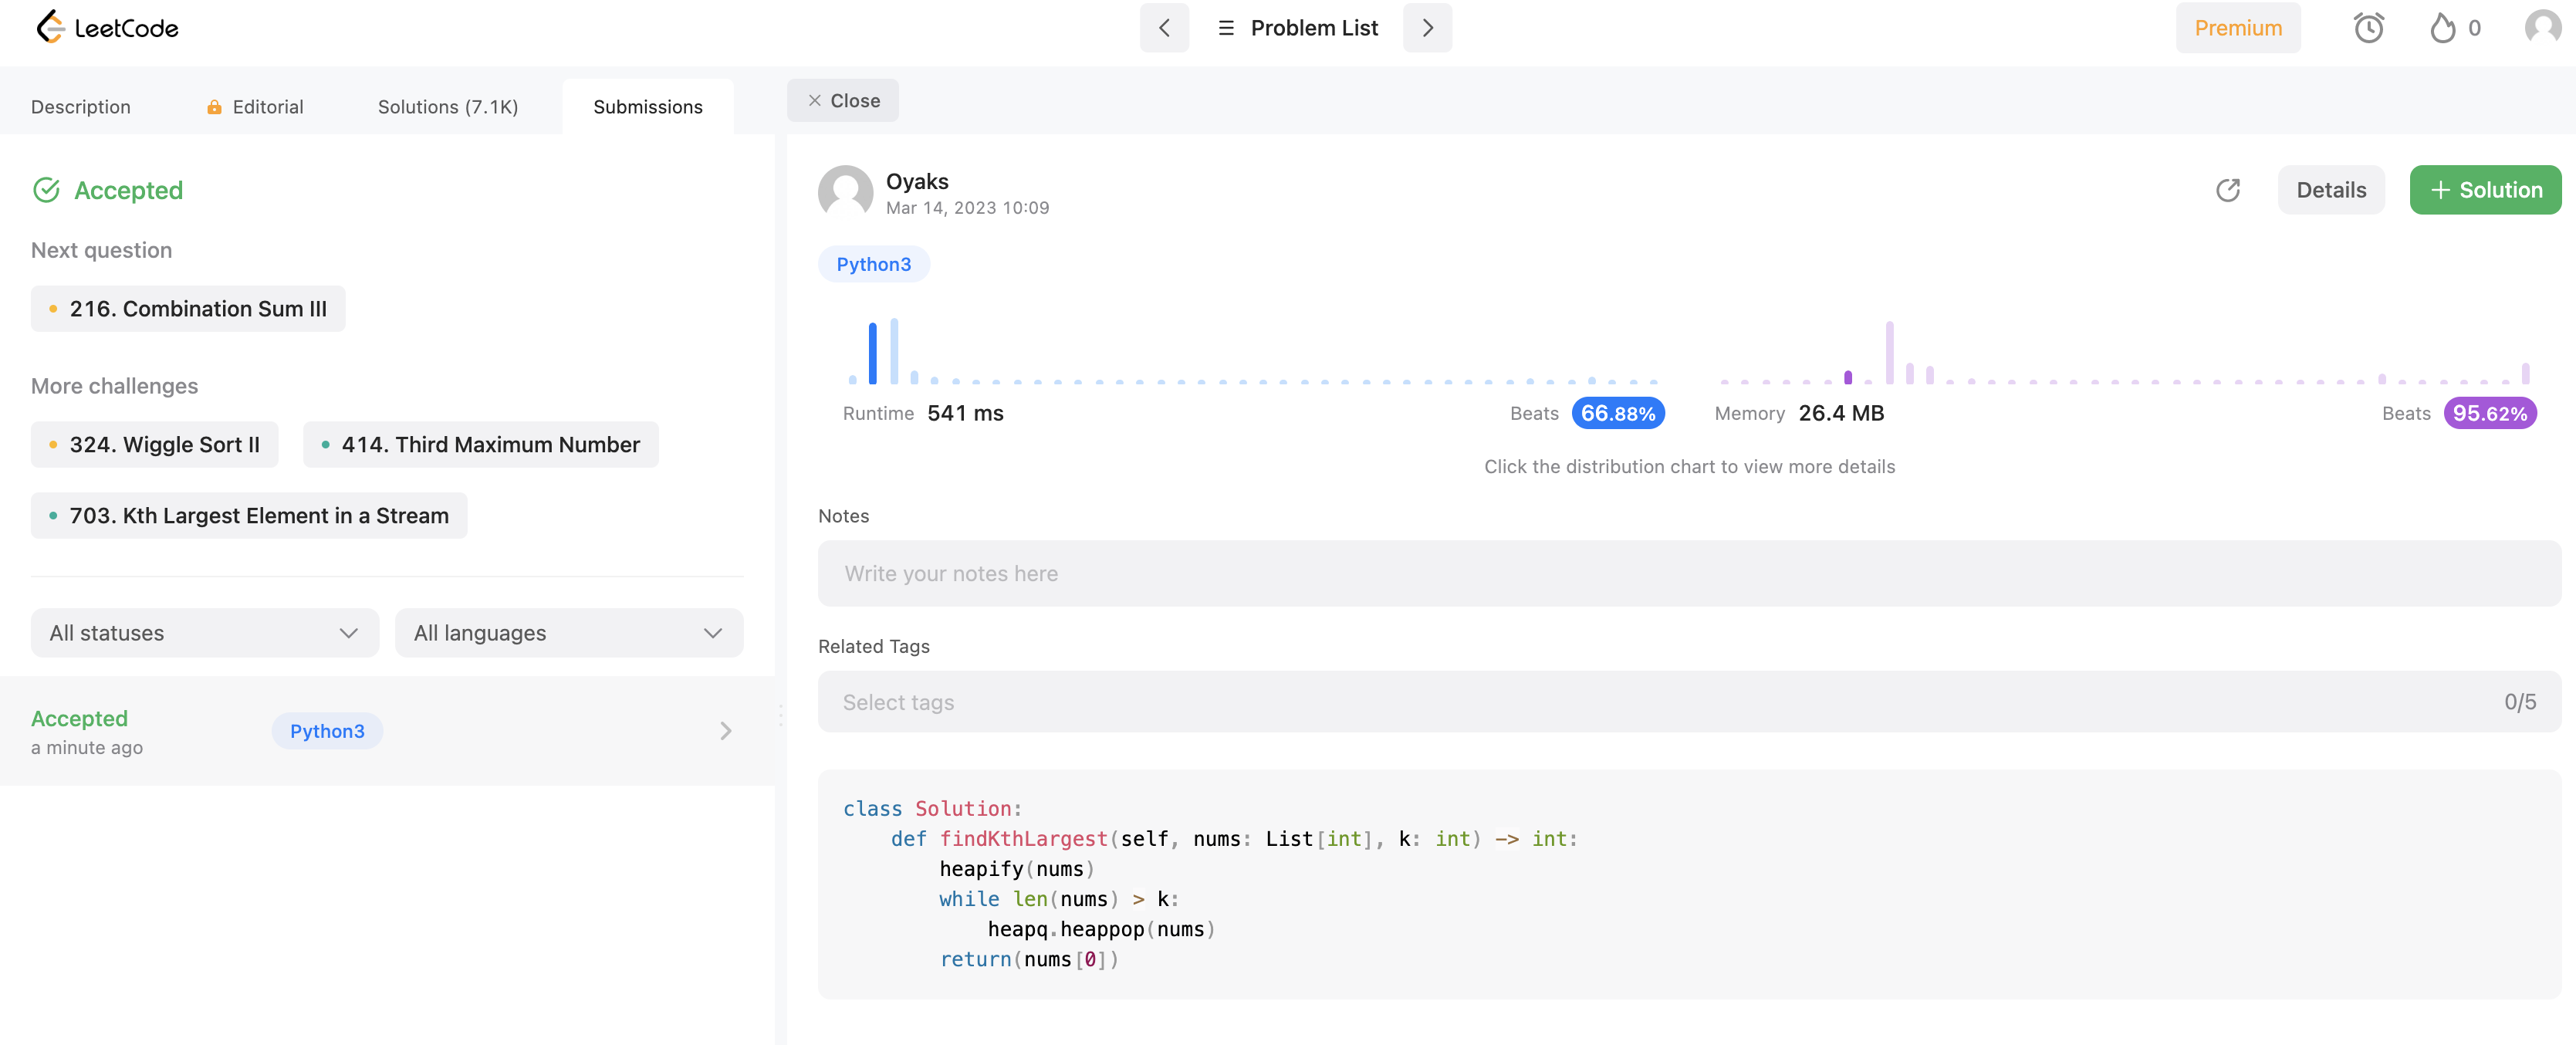 LeetCode
Problem List
Premium
0
Description
Editorial
Solutions (7.1K)
Submissions
Close
Accepted
Next question
216. Combination Sum III
More challenges
324. Wiggle Sort II
414. Third Maximum Number
703. Kth Largest Element in a Stream
All statuses
All languages
Accepted
a minute ago
Python3
Oyaks
Mar 14, 2023 10:09
Details
Solution
Python3
Runtime 541 ms
Beats 66.88%
Memory 26.4 MB
Beats 95.62%
Click the distribution chart to view more details
Notes
Write your notes here
Related Tags
Select tags
0/5
class Solution:
    def findKthLargest(self, nums: List[int], k: int) -> int:
        heapify(nums)
        while len(nums) > k:
            heapq.heappop(nums)
        return(nums[0])